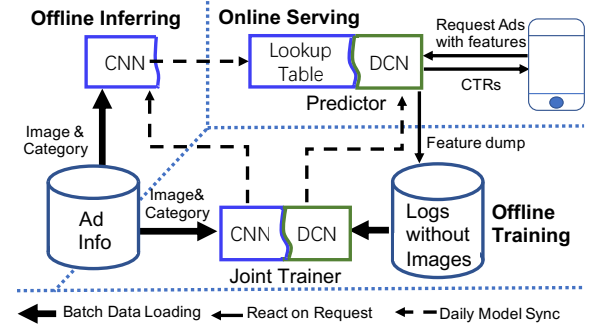 Offline Inferring
Online Serving
CNN
Lookup
Table
DCN
Request Ads
with features
CTRs
Predictor
Image &
Category
Feature dump
Ad
Info
Image&
Category
CNN
DCN
Logs
without
Images
Offline
Training
Joint Trainer
Batch Data Loading
React on Request
Daily Model Sync